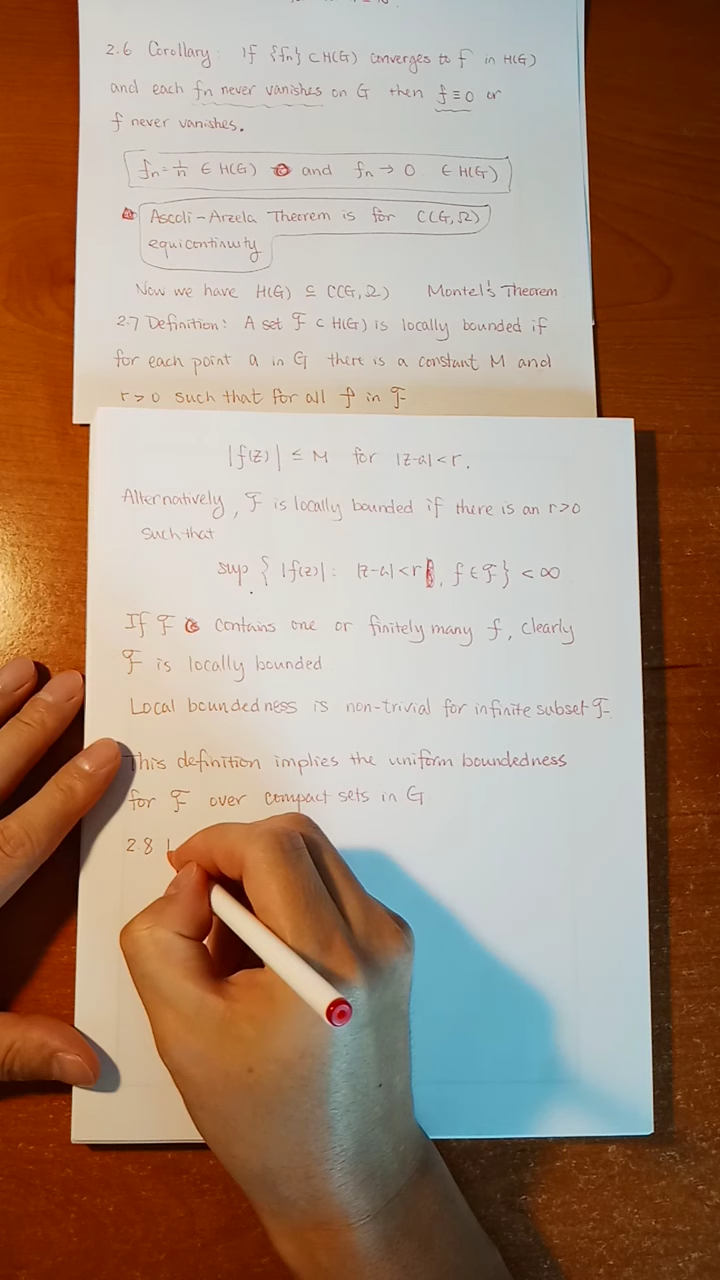 2.6 Corollary: If {fn} ⊂ H(G) converges to f in H(G)
and each fn never vanishes on G then f ≡ 0 or
f never vanishes.
fn = 1/n ∈ H(G) and fn → 0 ∈ H(G)
Ascoli-Arzela Theorem is for C(G,Ω)
equicontinuity
Now we have H(G) ⊆ C(G,Ω) Montel's Theorem
2.7 Definition: A set F ⊂ H(G) is locally bounded if
for each point a in G there is a constant M and
r>0 such that for all f in F
|f(z)| ≤ M for |z-a|<r.
Alternatively, F is locally bounded if there is an r>0
such that
sup { |f(z)| : |z-a|<r, f ∈ F } < ∞
If F contains one or finitely many f, clearly
F is locally bounded
Local boundedness is non-trivial for infinite subset F.
This definition implies the uniform boundedness
for F over compact sets in G
2.8 L